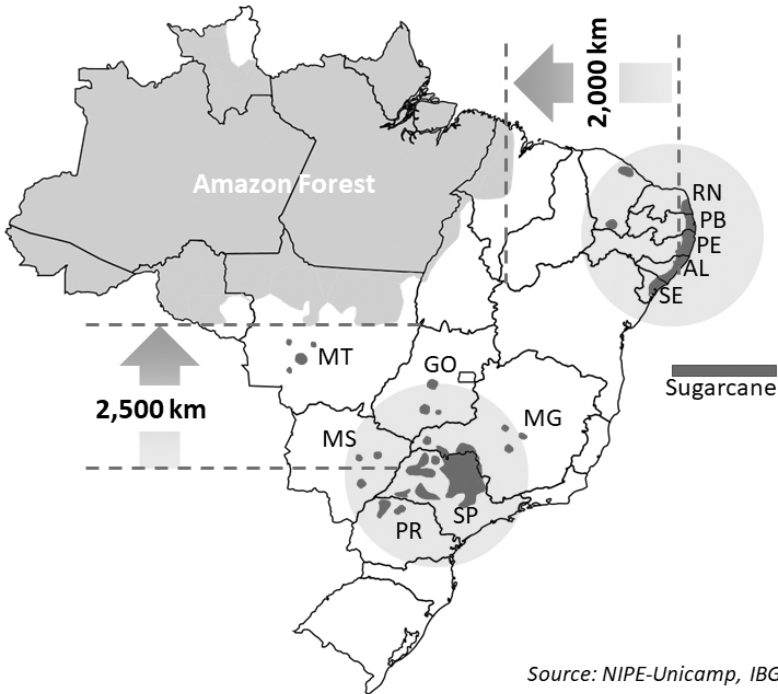 2,000 km
Amazon Forest
RN
PB
PE
AL
SE
MT
GO
2,500 km
Sugarcane
MS
MG
SP
PR
Source: NIPE-Unicamp, IBG